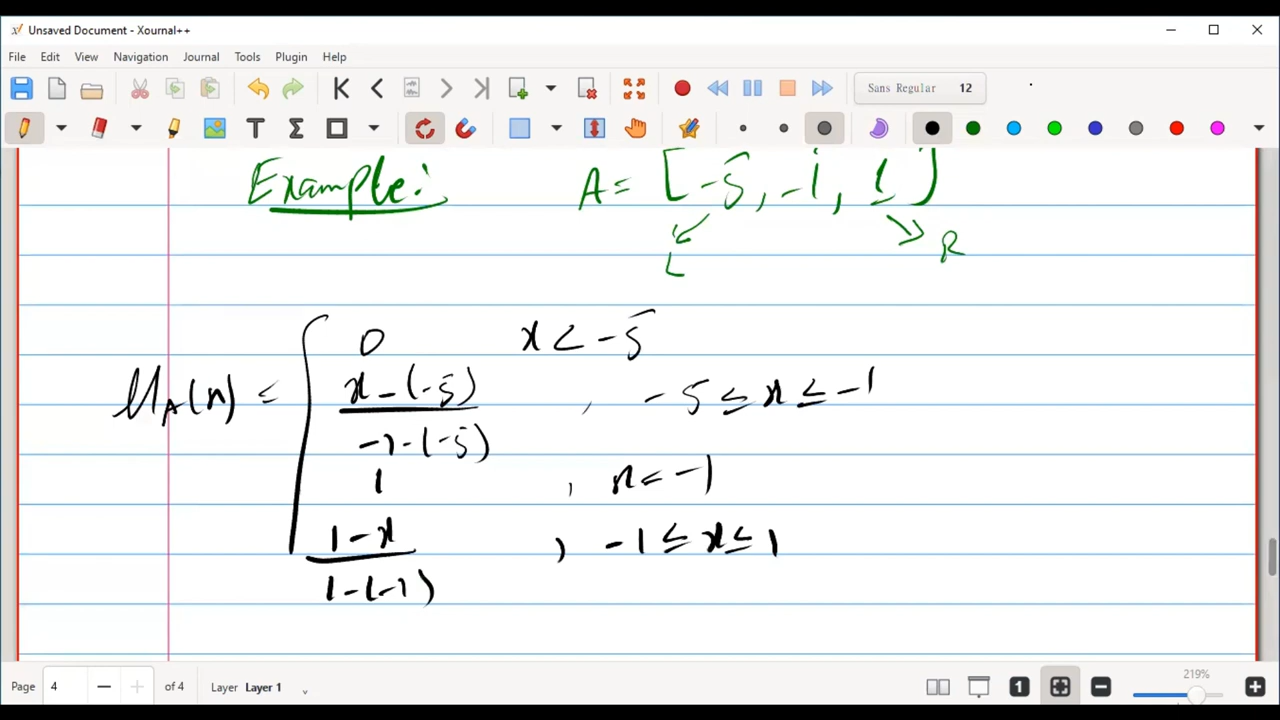 Unsaved Document - Xournal++
File Edit View Navigation Journal Tools Plugin Help
Sans Regular 12
Example: A = [-5, -1, 1]
L R
μA(x) =
0 x < -5
x-(-5) / -1-(-5) , -5 ≤ x ≤ -1
1 , x = -1
1-x / 1-(-1) , -1 ≤ x ≤ 1
219%
Page 4 of 4 Layer Layer 1